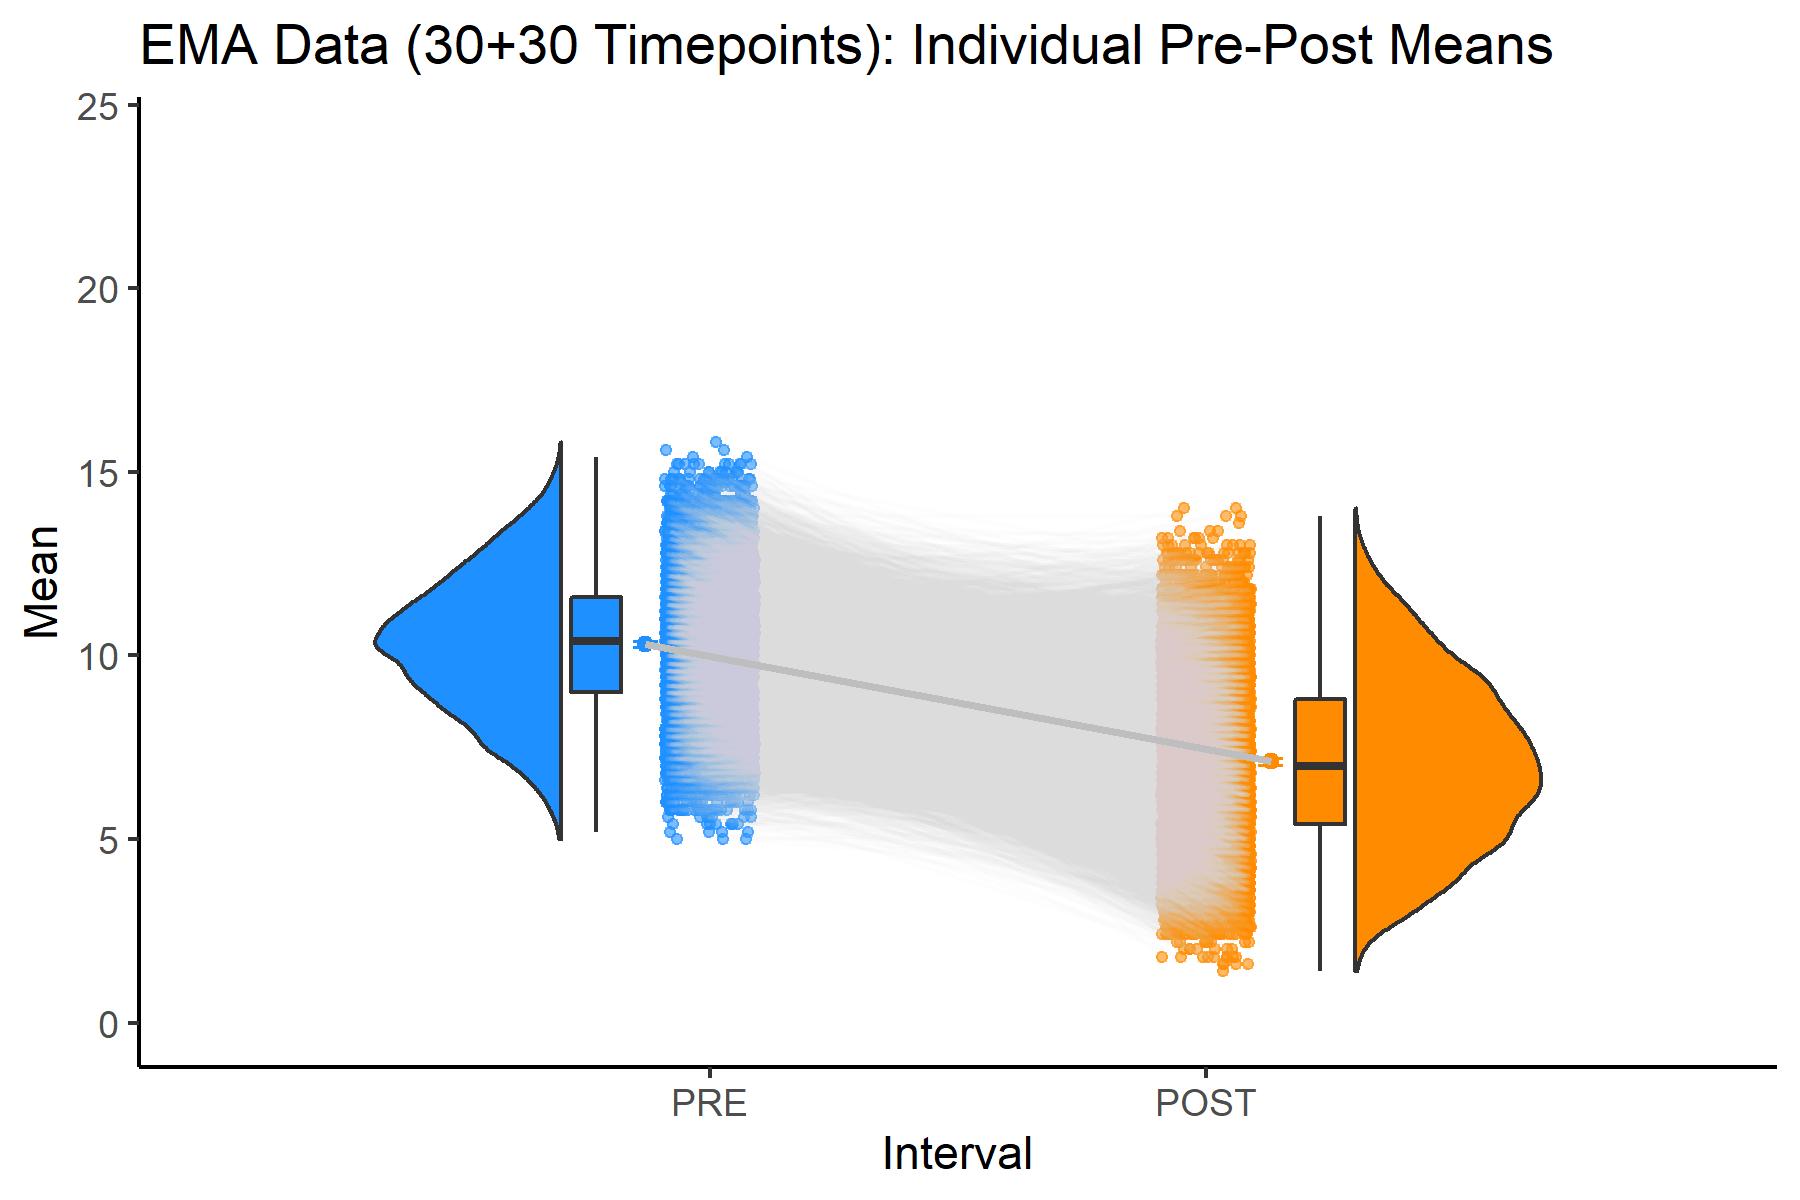 EMA Data (30+30 Timepoints): Individual Pre-Post Means
25
20
15
10
5
0
Mean
PRE
POST
Interval